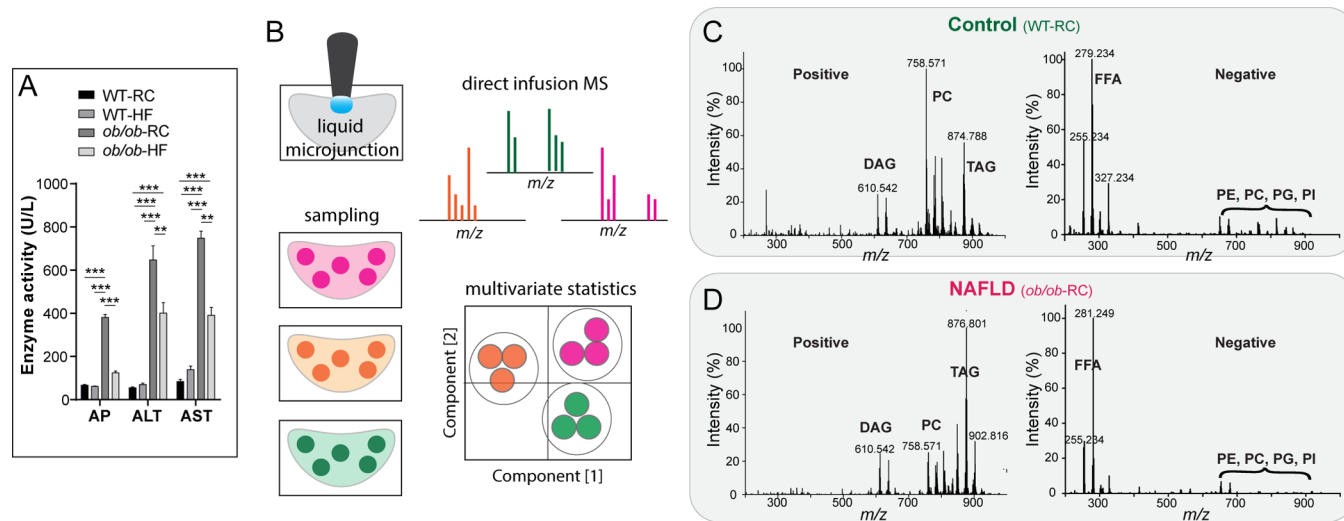 A
WT-RC
WT-HF
ob/ob-RC
ob/ob-HF
Enzyme activity (U/L)
1000
800
600
400
200
0
***
***
***
***
***
***
**
***
***
***
**
AP
ALT
AST
B
liquid
microjunction
sampling
direct infusion MS
m/z
m/z
m/z
multivariate statistics
Component [2]
Component [1]
C
Control (WT-RC)
Positive
Intensity (%)
100
80
60
40
20
0
758.571
PC
874.788
DAG
TAG
610.542
300
500
700
900
m/z
Negative
Intensity (%)
100
80
60
40
20
0
279.234
FFA
255.234
327.234
PE, PC, PG, PI
300
500
700
900
m/z
D
NAFLD (ob/ob-RC)
Positive
Intensity (%)
100
80
60
40
20
0
876.801
TAG
DAG
PC
610.542
758.571
902.816
300
500
700
900
m/z
Negative
Intensity (%)
100
80
60
40
20
0
281.249
FFA
255.234
PE, PC, PG, PI
300
500
700
900
m/z